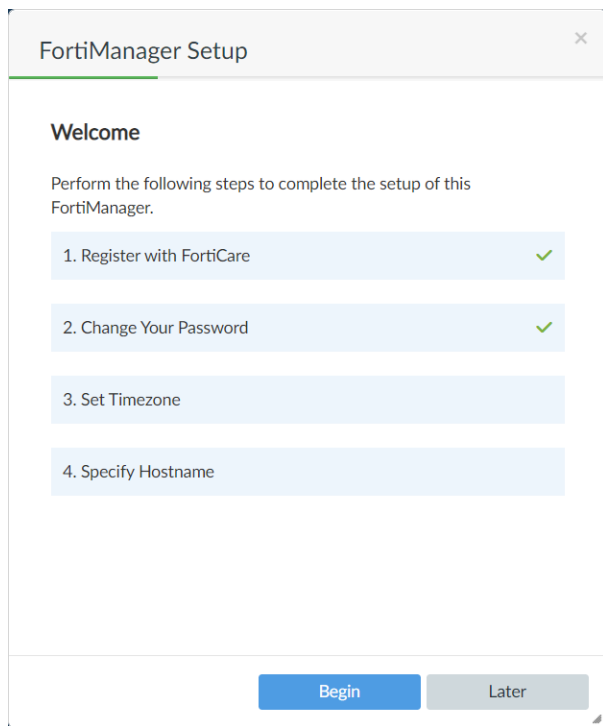 FortiManager Setup
Welcome
Perform the following steps to complete the setup of this
FortiManager.
1. Register with FortiCare
2. Change Your Password
3. Set Timezone
4. Specify Hostname
Begin
Later